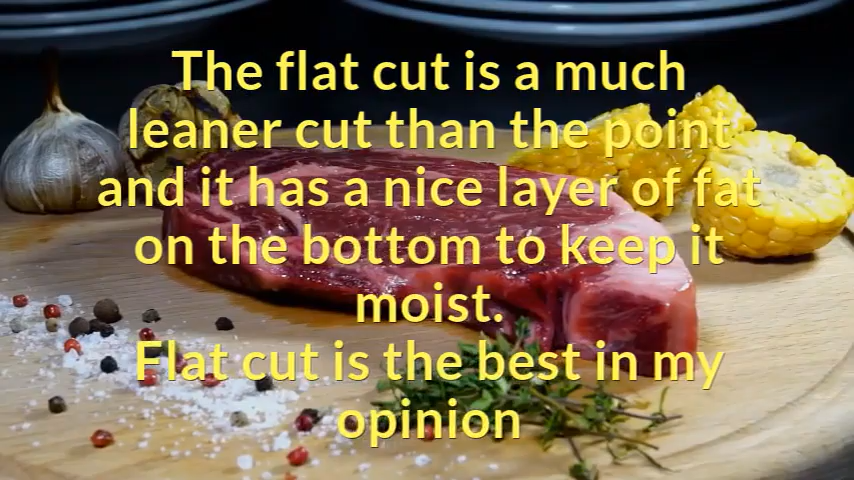 The flat cut is a much
leaner cut than the point
and it has a nice layer of fat
on the bottom to keep it
moist.
Flat cut is the best in my
opinion